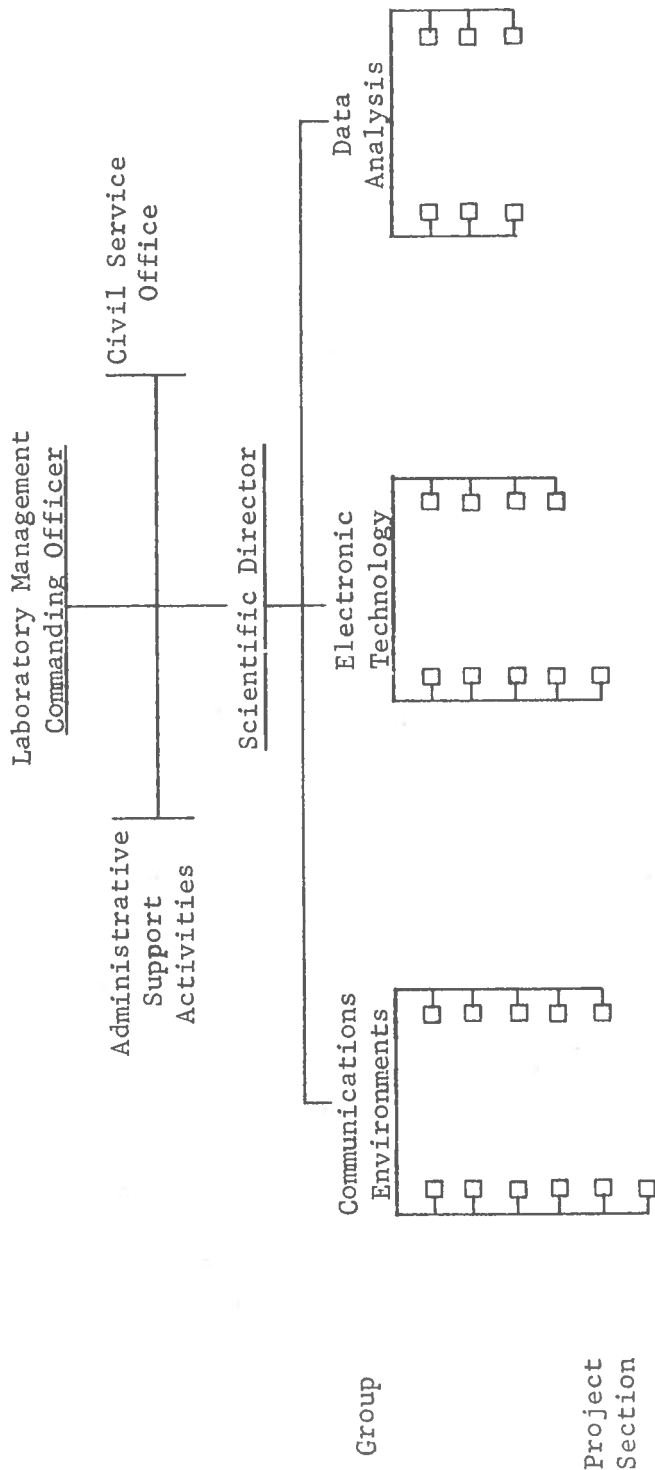 Laboratory Management
Commanding Officer
Administrative
Support
Activities
Civil Service
Office
Scientific Director
Group
Communications
Environments
Electronic
Technology
Data
Analysis
Project
Section